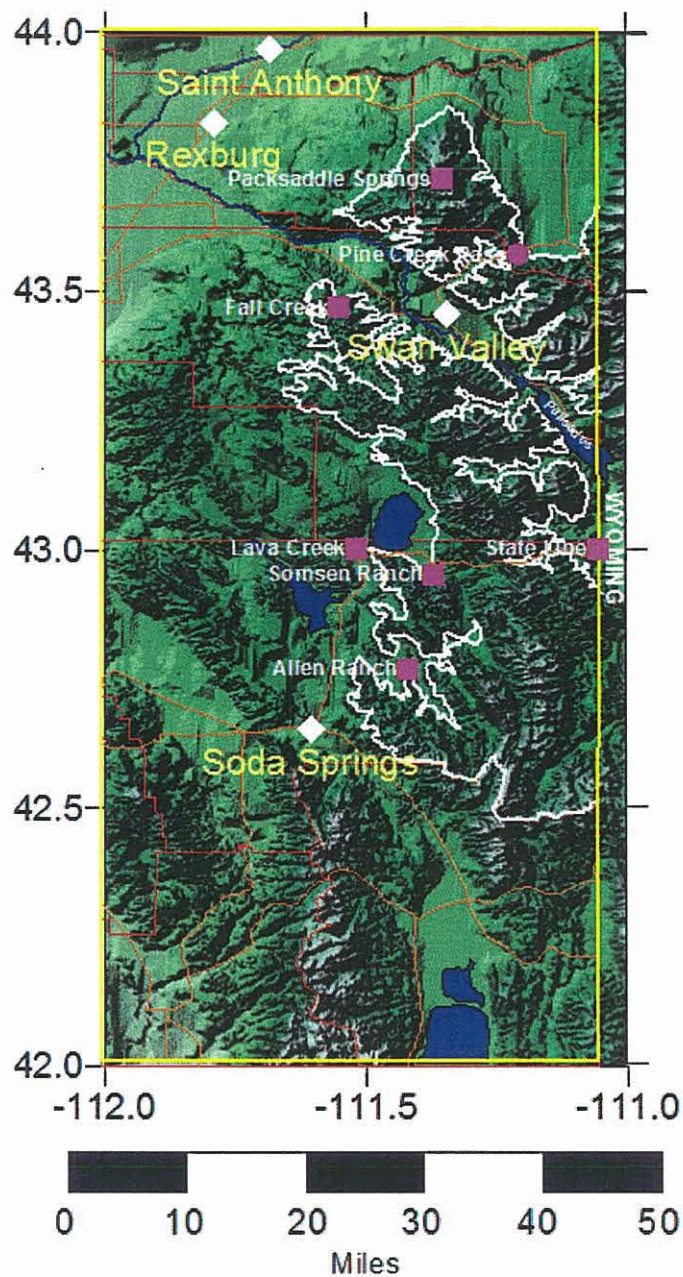 44.0
Saint Anthony
Rexburg
Packsaddle Springs
Pine Creek Pass
43.5
Fall Creek
Swan Valley
Palisades
WYOMING
43.0
Lava Creek
State Line
Somsen Ranch
Allen Ranch
Soda Springs
42.5
42.0
-112.0 -111.5 -111.0
0 10 20 30 40 50
Miles